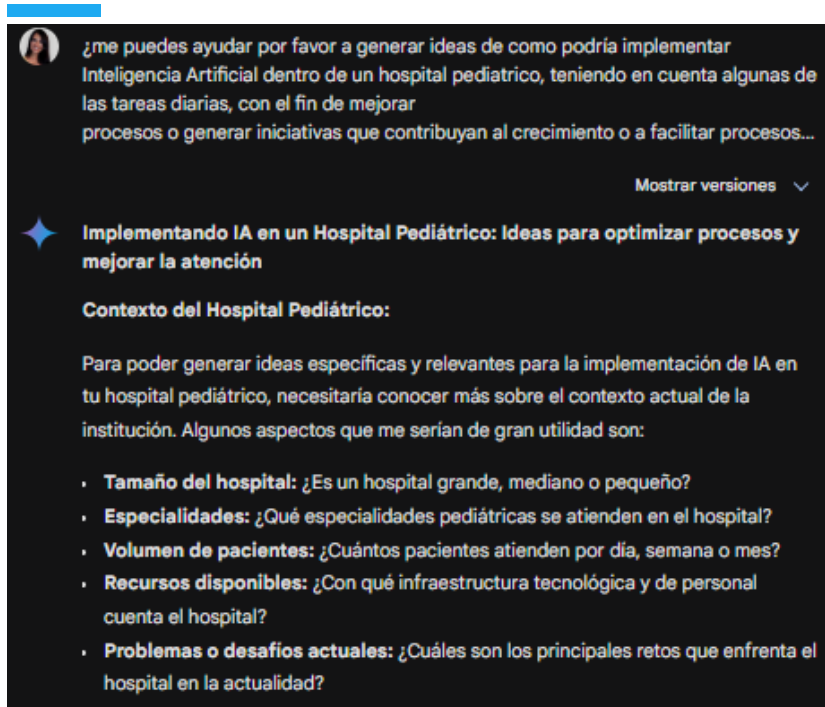 ¿me puedes ayudar por favor a generar ideas de como podría implementar
Inteligencia Artificial dentro de un hospital pediatrico, teniendo en cuenta algunas de
las tareas diarias, con el fin de mejorar
procesos o generar iniciativas que contribuyan al crecimiento o a facilitar procesos...
Mostrar versiones
Implementando IA en un Hospital Pediátrico: Ideas para optimizar procesos y
mejorar la atención
Contexto del Hospital Pediátrico:
Para poder generar ideas específicas y relevantes para la implementación de IA en
tu hospital pediátrico, necesitaría conocer más sobre el contexto actual de la
institución. Algunos aspectos que me serían de gran utilidad son:
• Tamaño del hospital: ¿Es un hospital grande, mediano o pequeño?
• Especialidades: ¿Qué especialidades pediátricas se atienden en el hospital?
• Volumen de pacientes: ¿Cuántos pacientes atienden por día, semana o mes?
• Recursos disponibles: ¿Con qué infraestructura tecnológica y de personal
cuenta el hospital?
• Problemas o desafíos actuales: ¿Cuáles son los principales retos que enfrenta el
hospital en la actualidad?